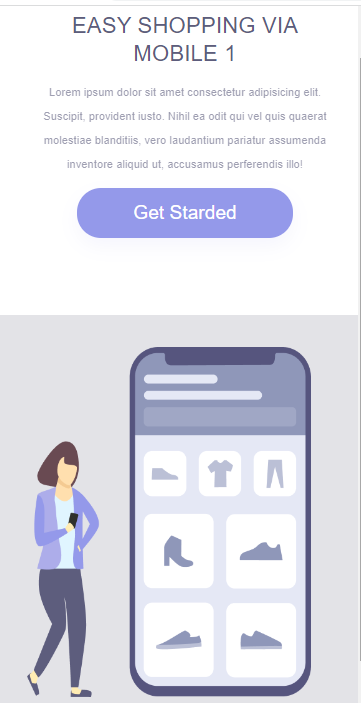 EASY SHOPPING VIA
MOBILE 1
Lorem ipsum dolor sit amet consectetur adipisicing elit.
Suscipit, provident iusto. Nihil ea odit qui vel quis quaerat
molestiae blanditiis, vero laudantium pariatur assumenda
inventore aliquid ut, accusamus perferendis illo!
Get Starded